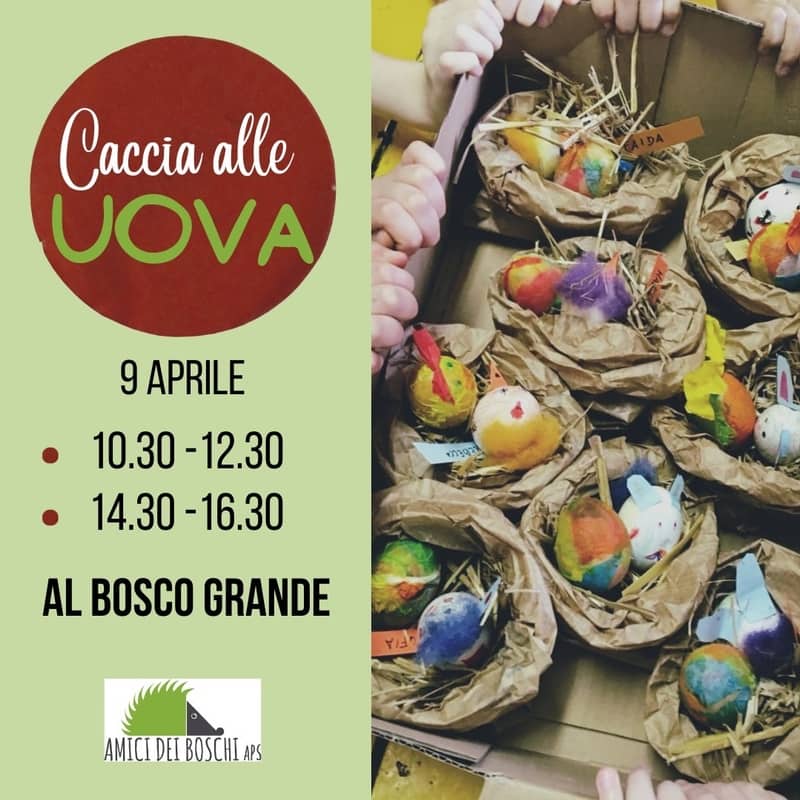 Caccia alle
UOVA
9 APRILE
• 10.30 -12.30
• 14.30 -16.30
AL BOSCO GRANDE
AMICI DEI BOSCHI APS
AIDA